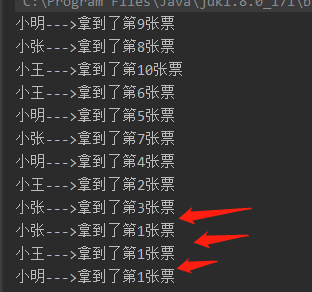 C:\Program Files\Java\jdk1.8.0_171\b
小明--->拿到了第9张票
小张--->拿到了第8张票
小王--->拿到了第10张票
小王--->拿到了第6张票
小明--->拿到了第5张票
小张--->拿到了第7张票
小明--->拿到了第4张票
小王--->拿到了第2张票
小张--->拿到了第3张票
小张--->拿到了第1张票
小王--->拿到了第1张票
小明--->拿到了第1张票